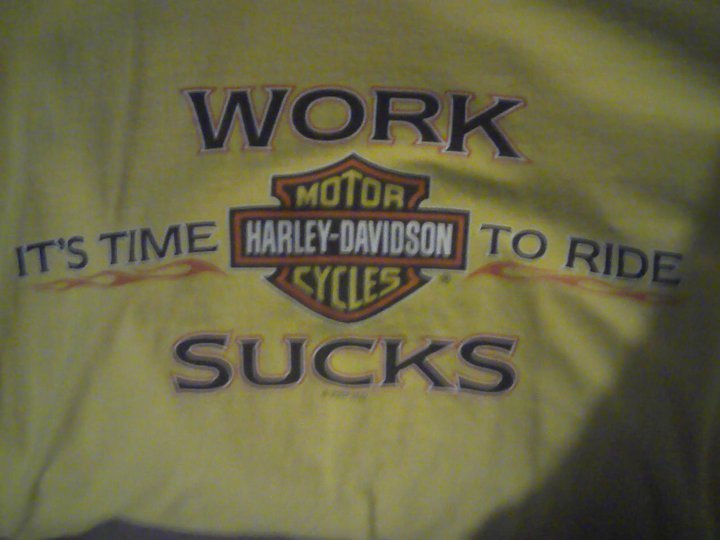 WORK
MOTOR
IT'S TIME HARLEY-DAVIDSON TO RIDE
CYCLES
SUCKS